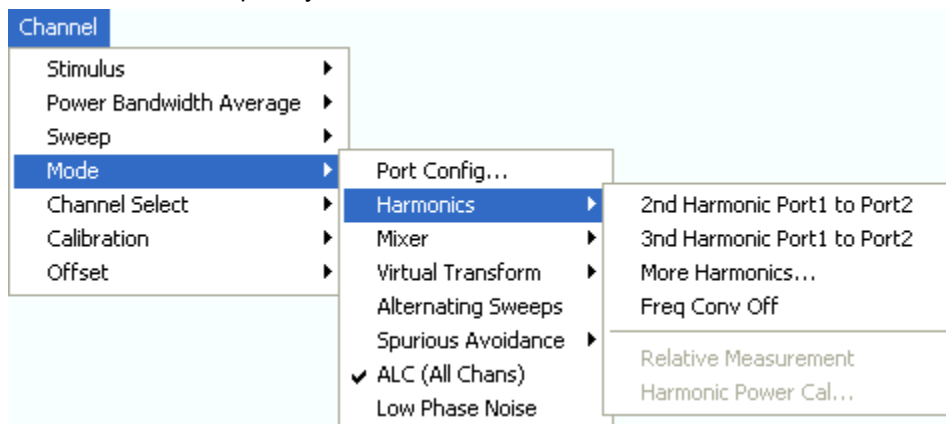 Channel
Stimulus
Power Bandwidth Average
Sweep
Mode
Channel Select
Calibration
Offset
Port Config...
Harmonics
Mixer
Virtual Transform
Alternating Sweeps
Spurious Avoidance
ALC (All Chans)
Low Phase Noise
2nd Harmonic Port1 to Port2
3nd Harmonic Port1 to Port2
More Harmonics...
Freq Conv Off
Relative Measurement
Harmonic Power Cal...